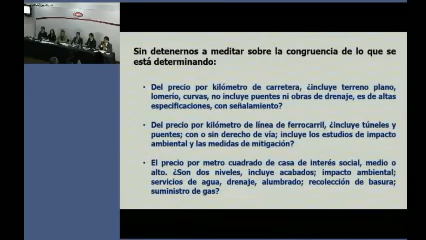 Sin detenernos a meditar sobre la congruencia de lo que se
está determinando:
• Del precio por kilómetro de carretera, ¿incluye terreno plano,
lomerío, curvas, no incluye puentes ni obras de drenaje, es de altas
especificaciones, con señalamiento?
• Del precio por kilómetro de línea de ferrocarril, ¿incluye túneles y
puentes; con o sin derecho de vía; incluye los estudios de impacto
ambiental y las medidas de mitigación?
• El precio por metro cuadrado de casa de interés social, medio o
alto. ¿Son dos niveles, incluye acabados; impacto ambiental;
servicios de agua, drenaje, alumbrado; recolección de basura;
suministro de gas?